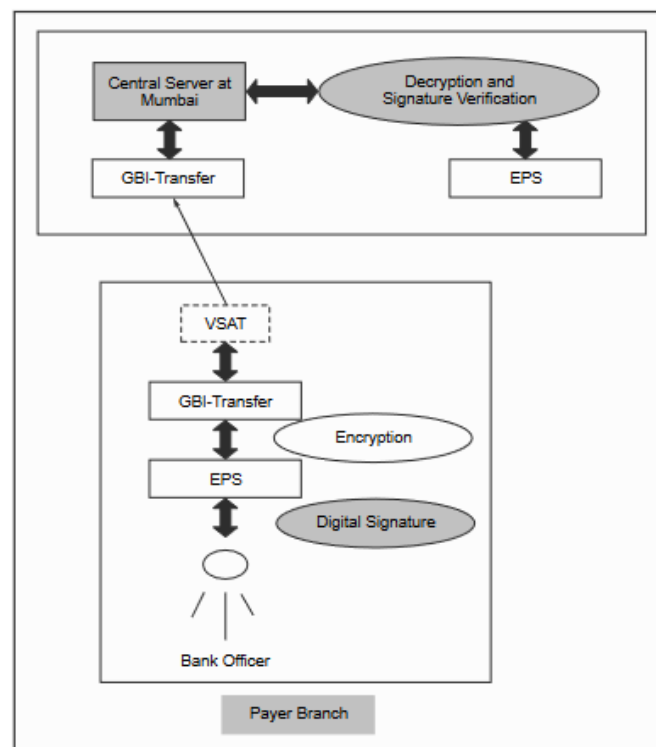 Central Server at
Mumbai
Decryption and
Signature Verification
GBI-Transfer
EPS
VSAT
GBI-Transfer
Encryption
EPS
Digital Signature
Bank Officer
Payer Branch